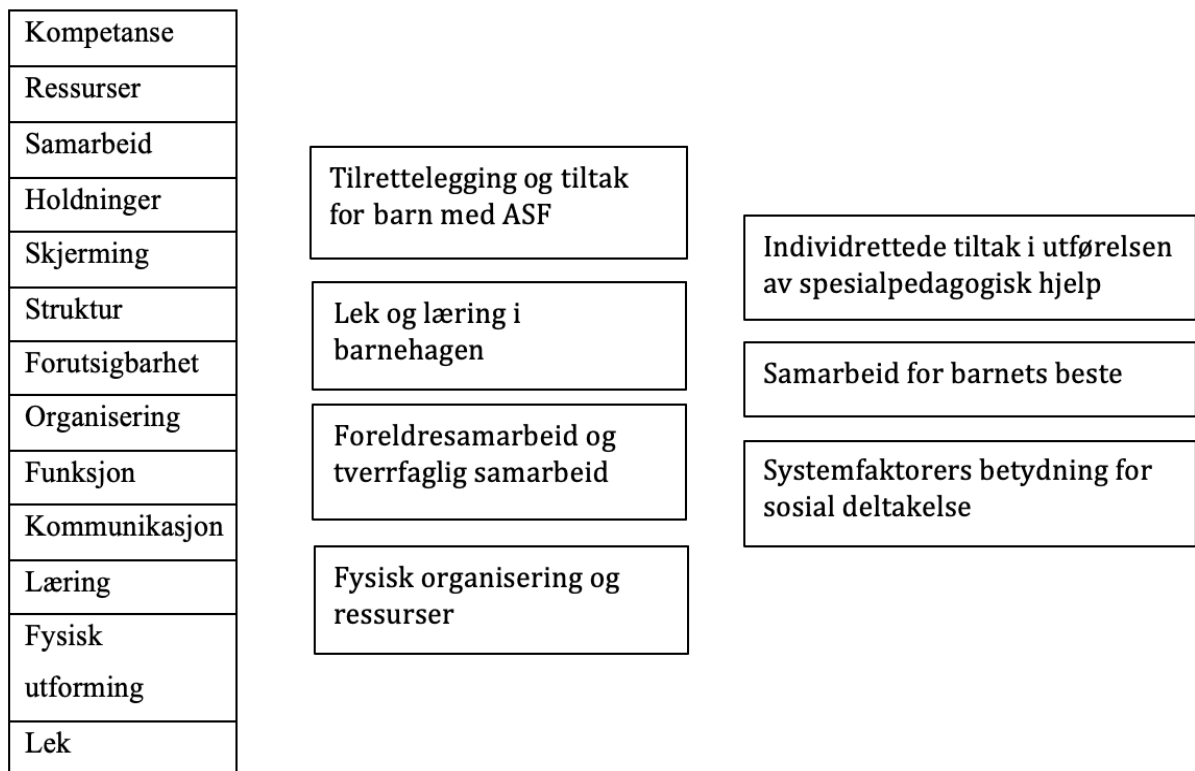 Kompetanse
Ressurser
Samarbeid
Holdninger
Skjerming
Struktur
Forutsigbarhet
Organisering
Funksjon
Kommunikasjon
Læring
Fysisk
utforming
Lek
Tilrettelegging og tiltak
for barn med ASF
Lek og læring i
barnehagen
Foreldresamarbeid og
tverrfaglig samarbeid
Fysisk organisering og
ressurser
Individrettede tiltak i utførelsen
av spesialpedagogisk hjelp
Samarbeid for barnets beste
Systemfaktorers betydning for
sosial deltakelse